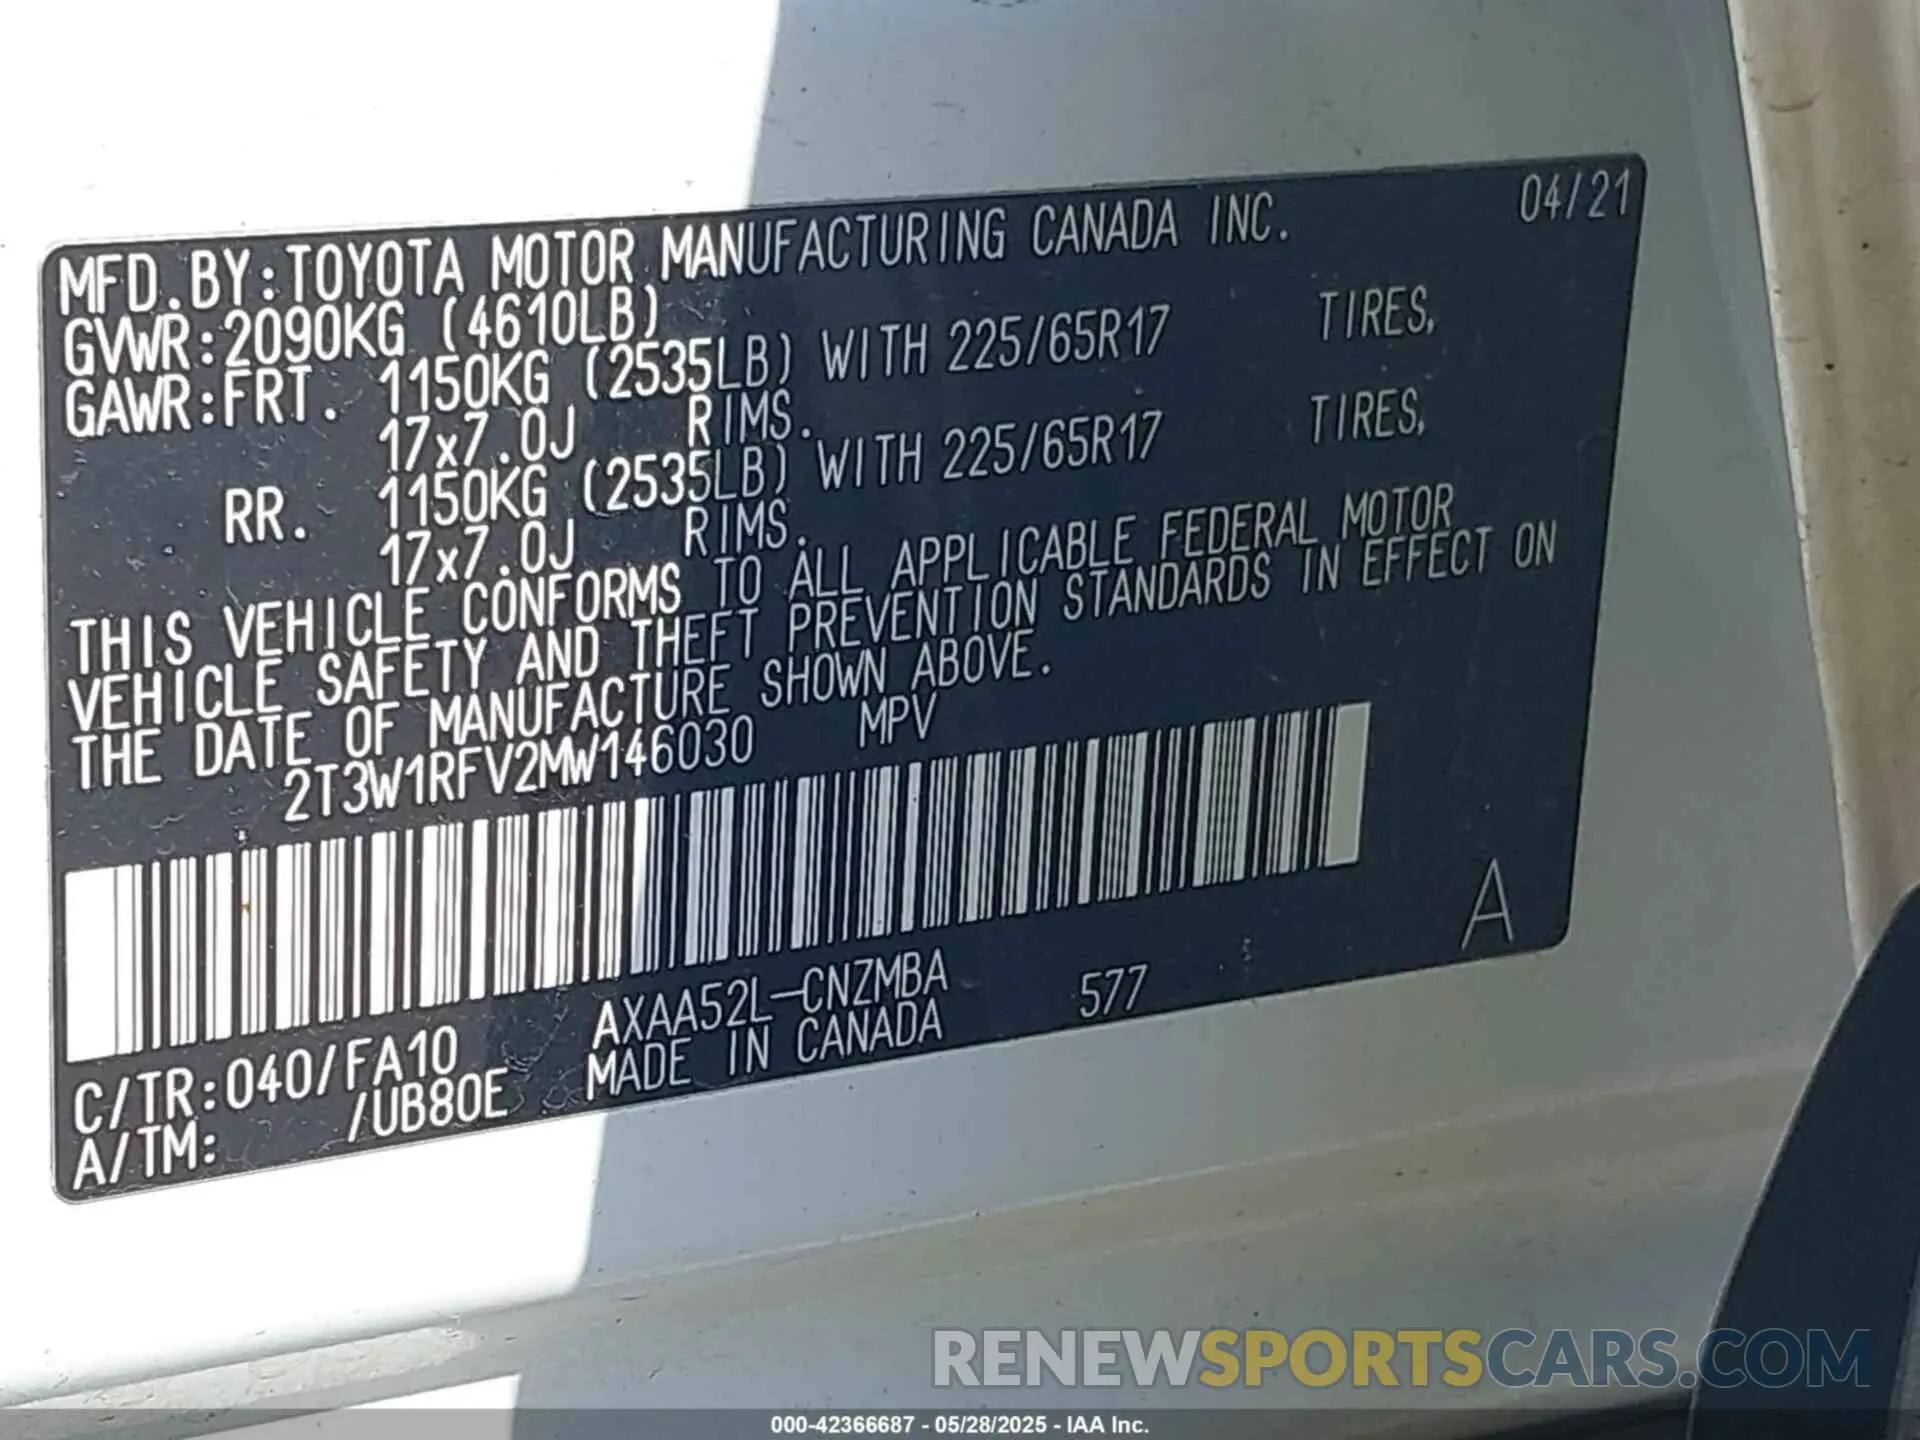 04/21
MFD.BY:TOYOTA MOTOR MANUFACTURING CANADA INC.
GVWR:2090KG (4610LB)
GAWR:FRT. 1150KG (2535LB) WITH 225/65R17 TIRES,
17x7.0J RIMS.
RR. 1150KG (2535LB) WITH 225/65R17 TIRES,
17x7.0J RIMS.
THIS VEHICLE CONFORMS TO ALL APPLICABLE FEDERAL MOTOR
VEHICLE SAFETY AND THEFT PREVENTION STANDARDS IN EFFECT ON
THE DATE OF MANUFACTURE SHOWN ABOVE.
2T3W1RFV2MW146030 MPV
A
C/TR:040/FA10 AXAA52L-CNZMBA 577
A/TM: /UB80E MADE IN CANADA
RENEWSPORTSCARS.COM
000-42366687 - 05/28/2025 - IAA Inc.